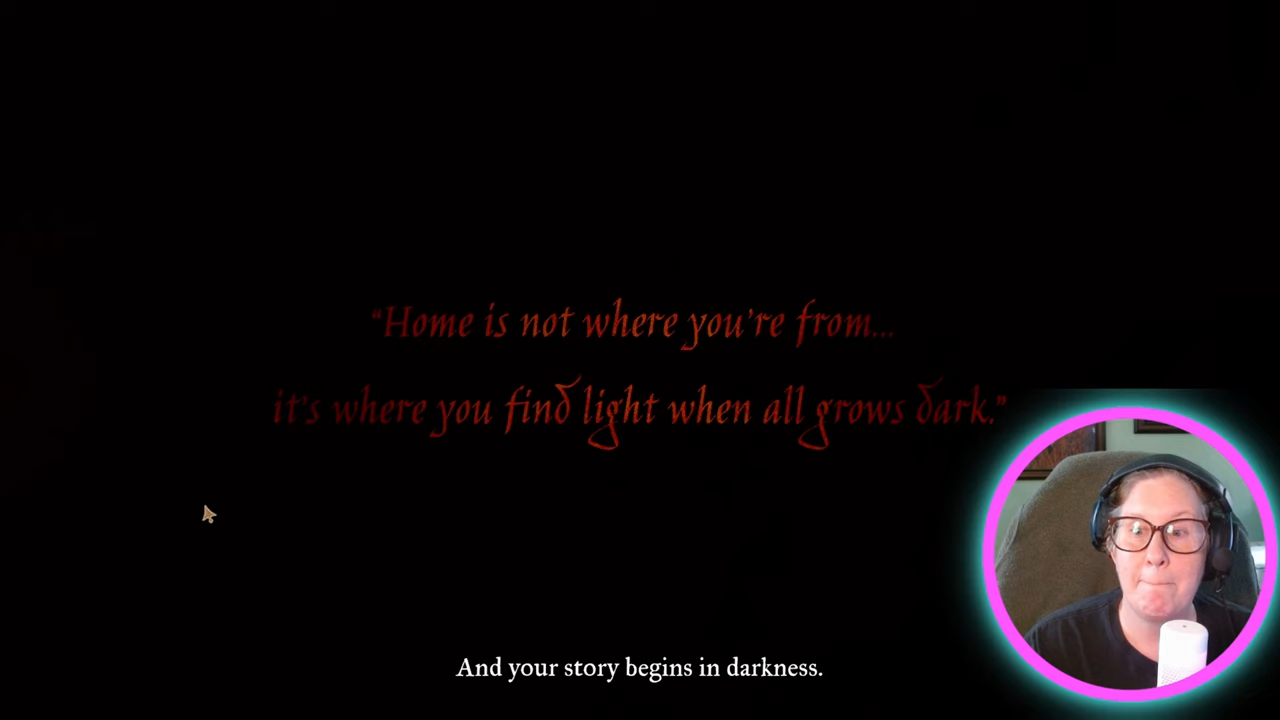 “Home is not where you're from...
it's where you find light when all grows dark.”
And your story begins in darkness.